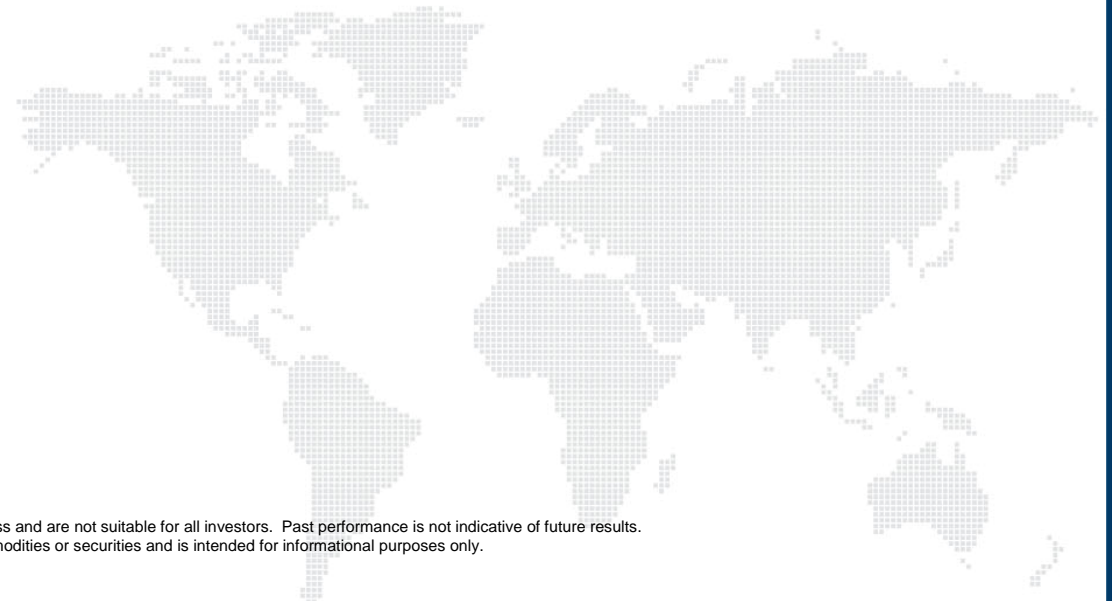 ss and are not suitable for all investors. Past performance is not indicative of future results.
nodities or securities and is intended for informational purposes only.